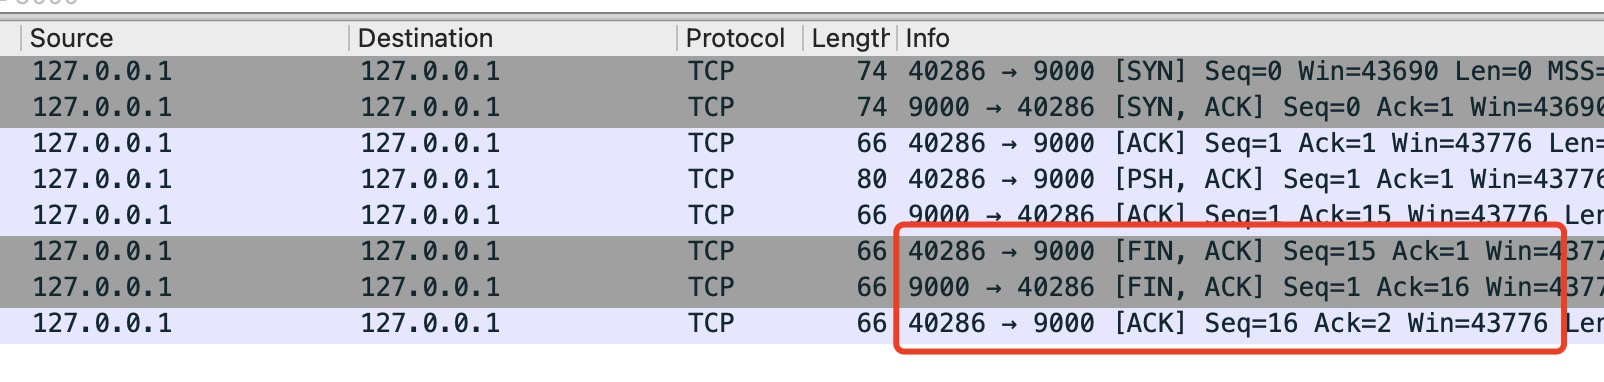 Source Destination Protocol Length Info
127.0.0.1 127.0.0.1 TCP 74 40286 → 9000 [SYN] Seq=0 Win=43690 Len=0 MSS=
127.0.0.1 127.0.0.1 TCP 74 9000 → 40286 [SYN, ACK] Seq=0 Ack=1 Win=43690
127.0.0.1 127.0.0.1 TCP 66 40286 → 9000 [ACK] Seq=1 Ack=1 Win=43776 Len=
127.0.0.1 127.0.0.1 TCP 80 40286 → 9000 [PSH, ACK] Seq=1 Ack=1 Win=43776
127.0.0.1 127.0.0.1 TCP 66 9000 → 40286 [ACK] Seq=1 Ack=15 Win=43776 Len
127.0.0.1 127.0.0.1 TCP 66 40286 → 9000 [FIN, ACK] Seq=15 Ack=1 Win=4377
127.0.0.1 127.0.0.1 TCP 66 9000 → 40286 [FIN, ACK] Seq=1 Ack=16 Win=4377
127.0.0.1 127.0.0.1 TCP 66 40286 → 9000 [ACK] Seq=16 Ack=2 Win=43776 Len